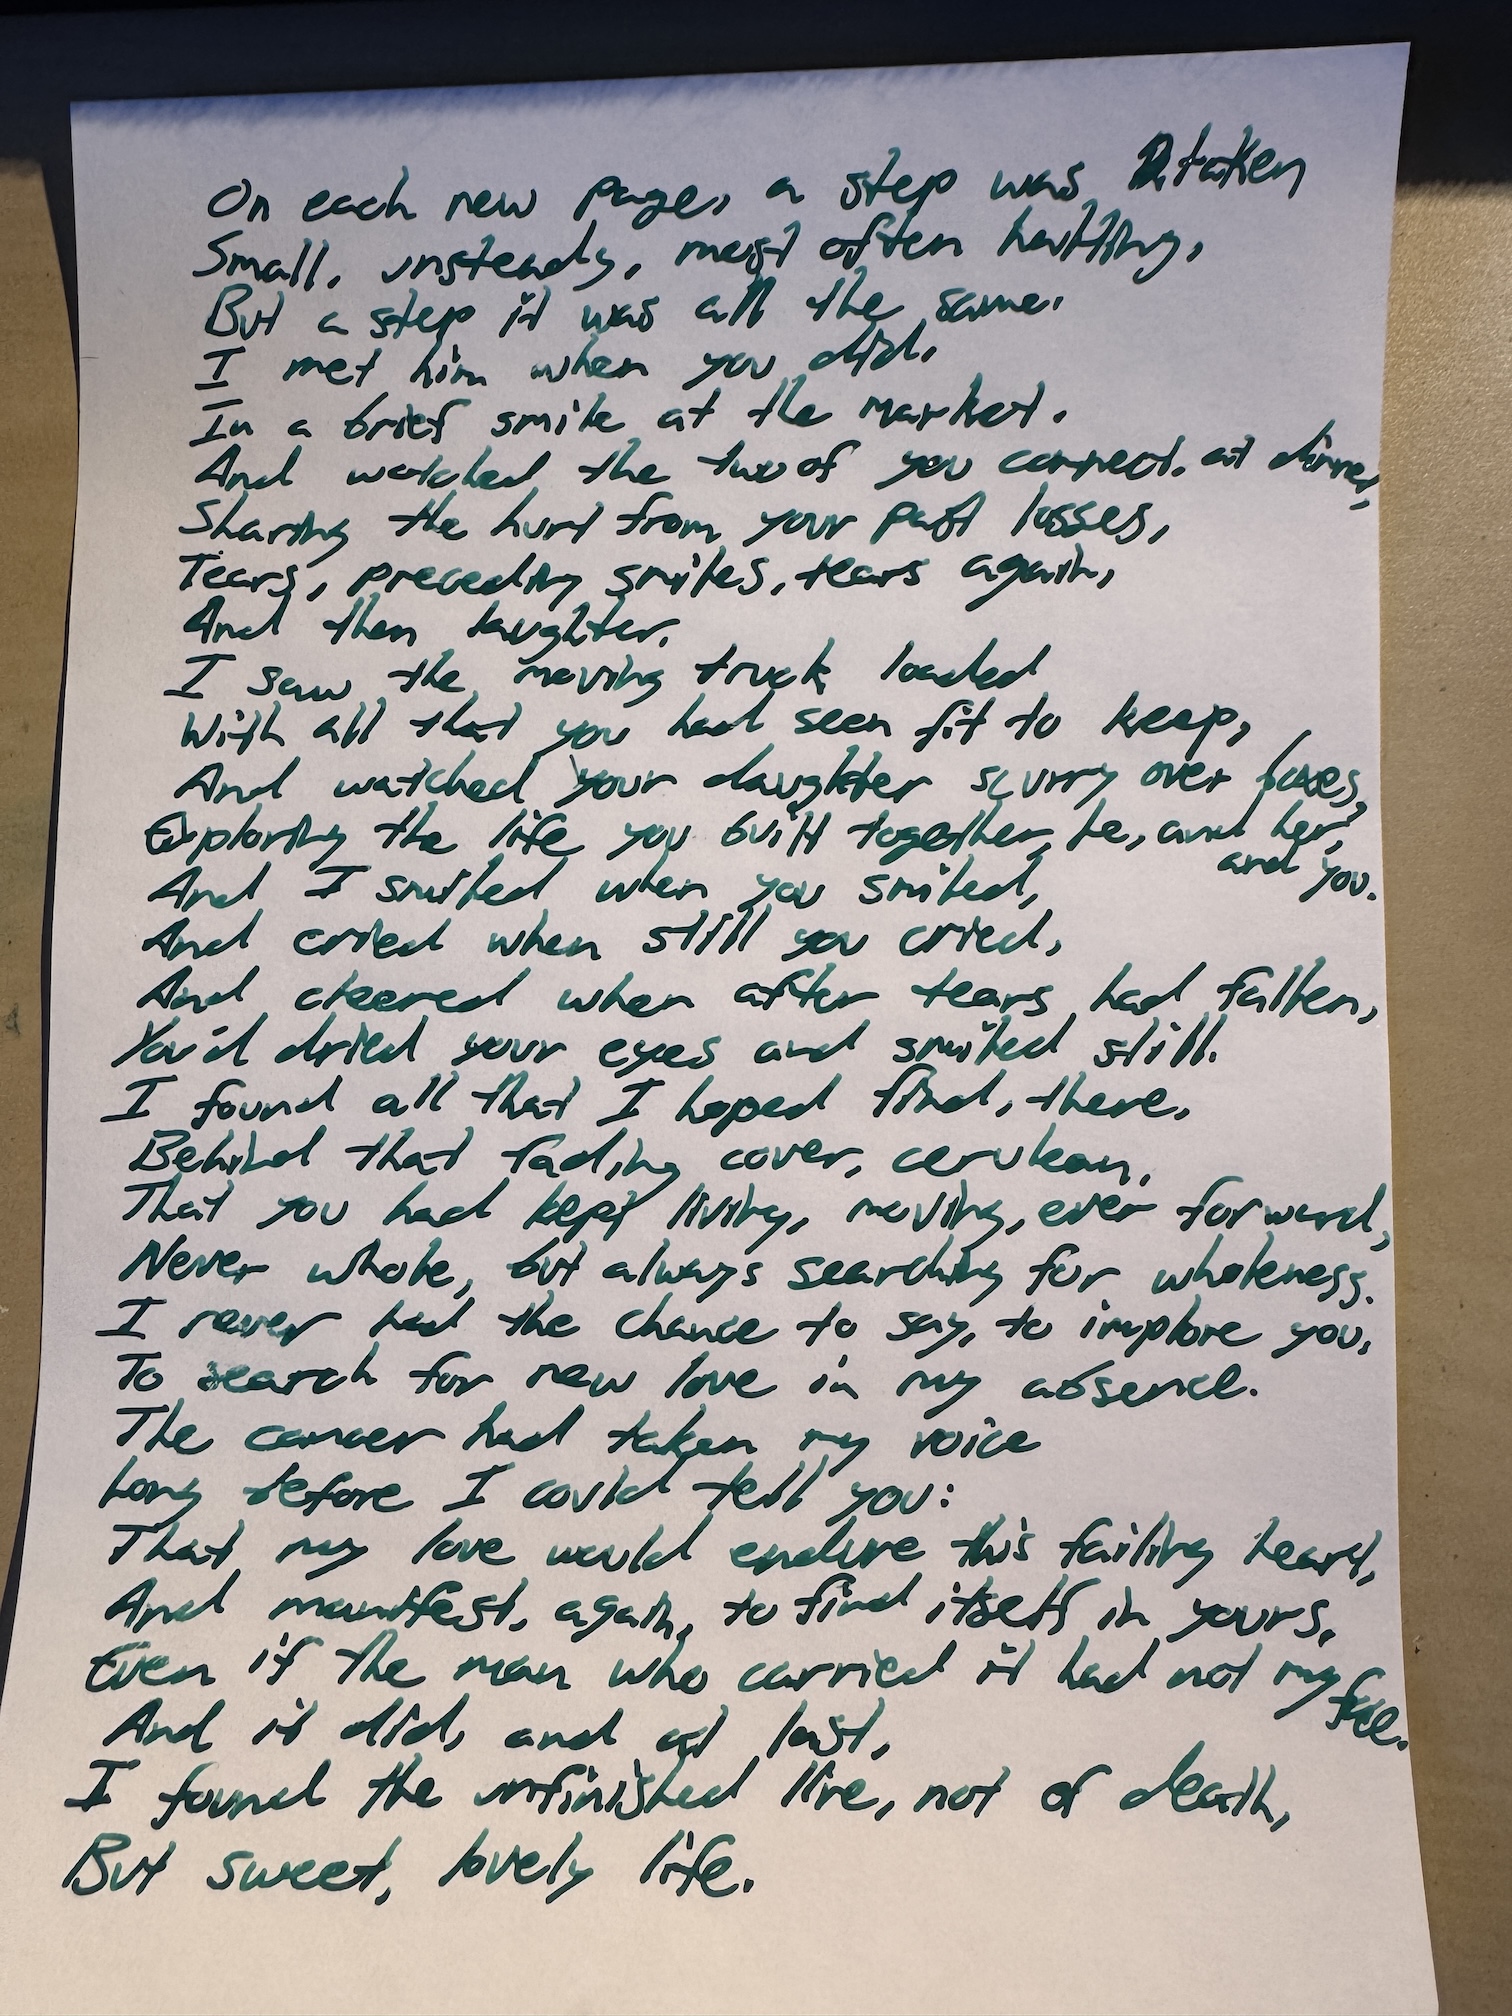 On each new page, a step was taken
Small, unsteady, most often haltting,
But a step it was all the same.
I met him when you did,
In a brief smile at the market.
And watched the two of you connect. at dinner,
Sharing the hurt from your past losses,
Tears, preceding smiles, tears again,
And then laughter.
I saw the moving truck loaded
With all that you had seen fit to keep,
And watched your daughter scurry over boxes,
Exploring the life you built together, he, and her,
and you.
And I smiled when you smiled,
And cried when still you cried,
And cheered when after tears had fallen,
You'd dried your eyes and smiled still.
I found all that I hoped find, there,
Behind that fading cover, cerulean,
That you had kept living, moving, ever forward,
Never whole, but always searching for wholeness.
I never had the chance to say, to implore you,
To search for new love in my absence.
The cancer had taken my voice
Long before I could tell you:
That my love would endure this failing heart,
And manifest, again, to find itself in yours,
Even if the man who carried it had not my
face.
And it did, and at last,
I found the unfinished line, not of death,
But sweet, lovely life.